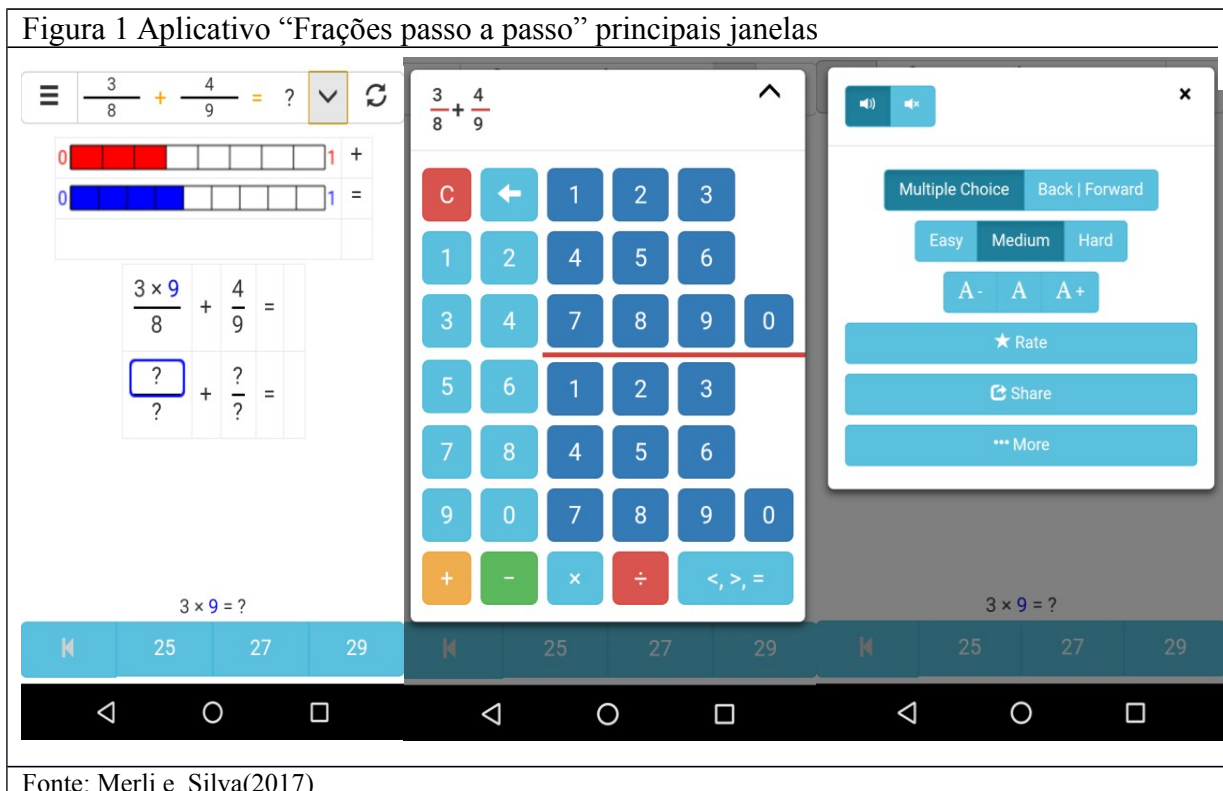 Figura 1 Aplicativo “Frações passo a passo” principais janelas
3/8 + 4/9 = ?
0 1 +
0 1 =
3 × 9/8 + 4/9 =
?/? + ?/? =
3 × 9 = ?
25 27 29
3/8 + 4/9
C 1 2 3
1 2 4 5 6
3 4 7 8 9 0
5 6 1 2 3
7 8 4 5 6
9 0 7 8 9 0
+ − × ÷ <, >, =
25 27 29
×
Multiple Choice Back | Forward
Easy Medium Hard
A- A A+
Rate
Share
More
3 × 9 = ?
25 27 29
Fonte: Merli e Silva(2017)